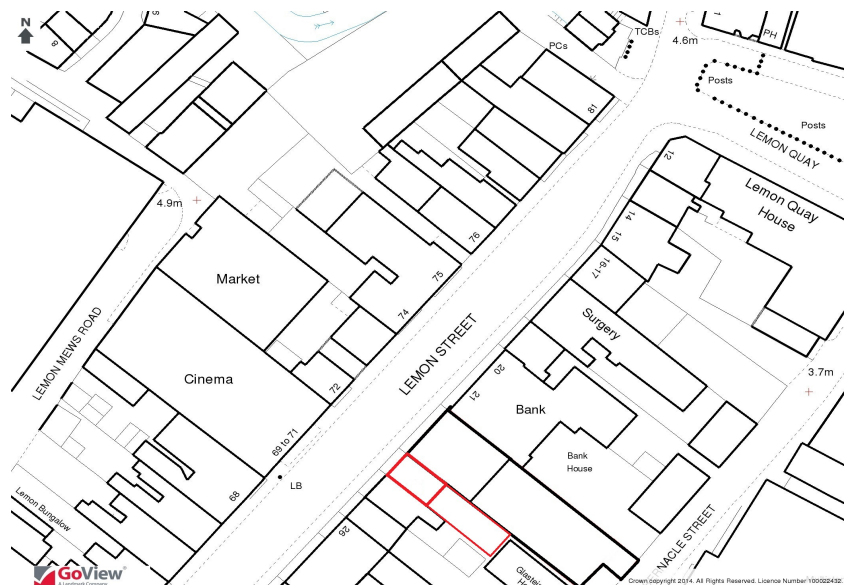 N
8
PCs
TCBs
4.6m
PH
Posts
Posts
LEMON QUAY
81
12
Lemon Quay
House
4.9m
14
15
16-17
76
75
74
Market
Surgery
LEMON MEWS ROAD
LEMON STREET
Cinema
72
20
21
3.7m
Bank
69 to 71
Bank
House
LB
68
26
Lemon Bungalow
NACLE STREET
GoView
A Landmark Company
Crown copyright 2014. All Rights Reserved. Licence Number 100022432.